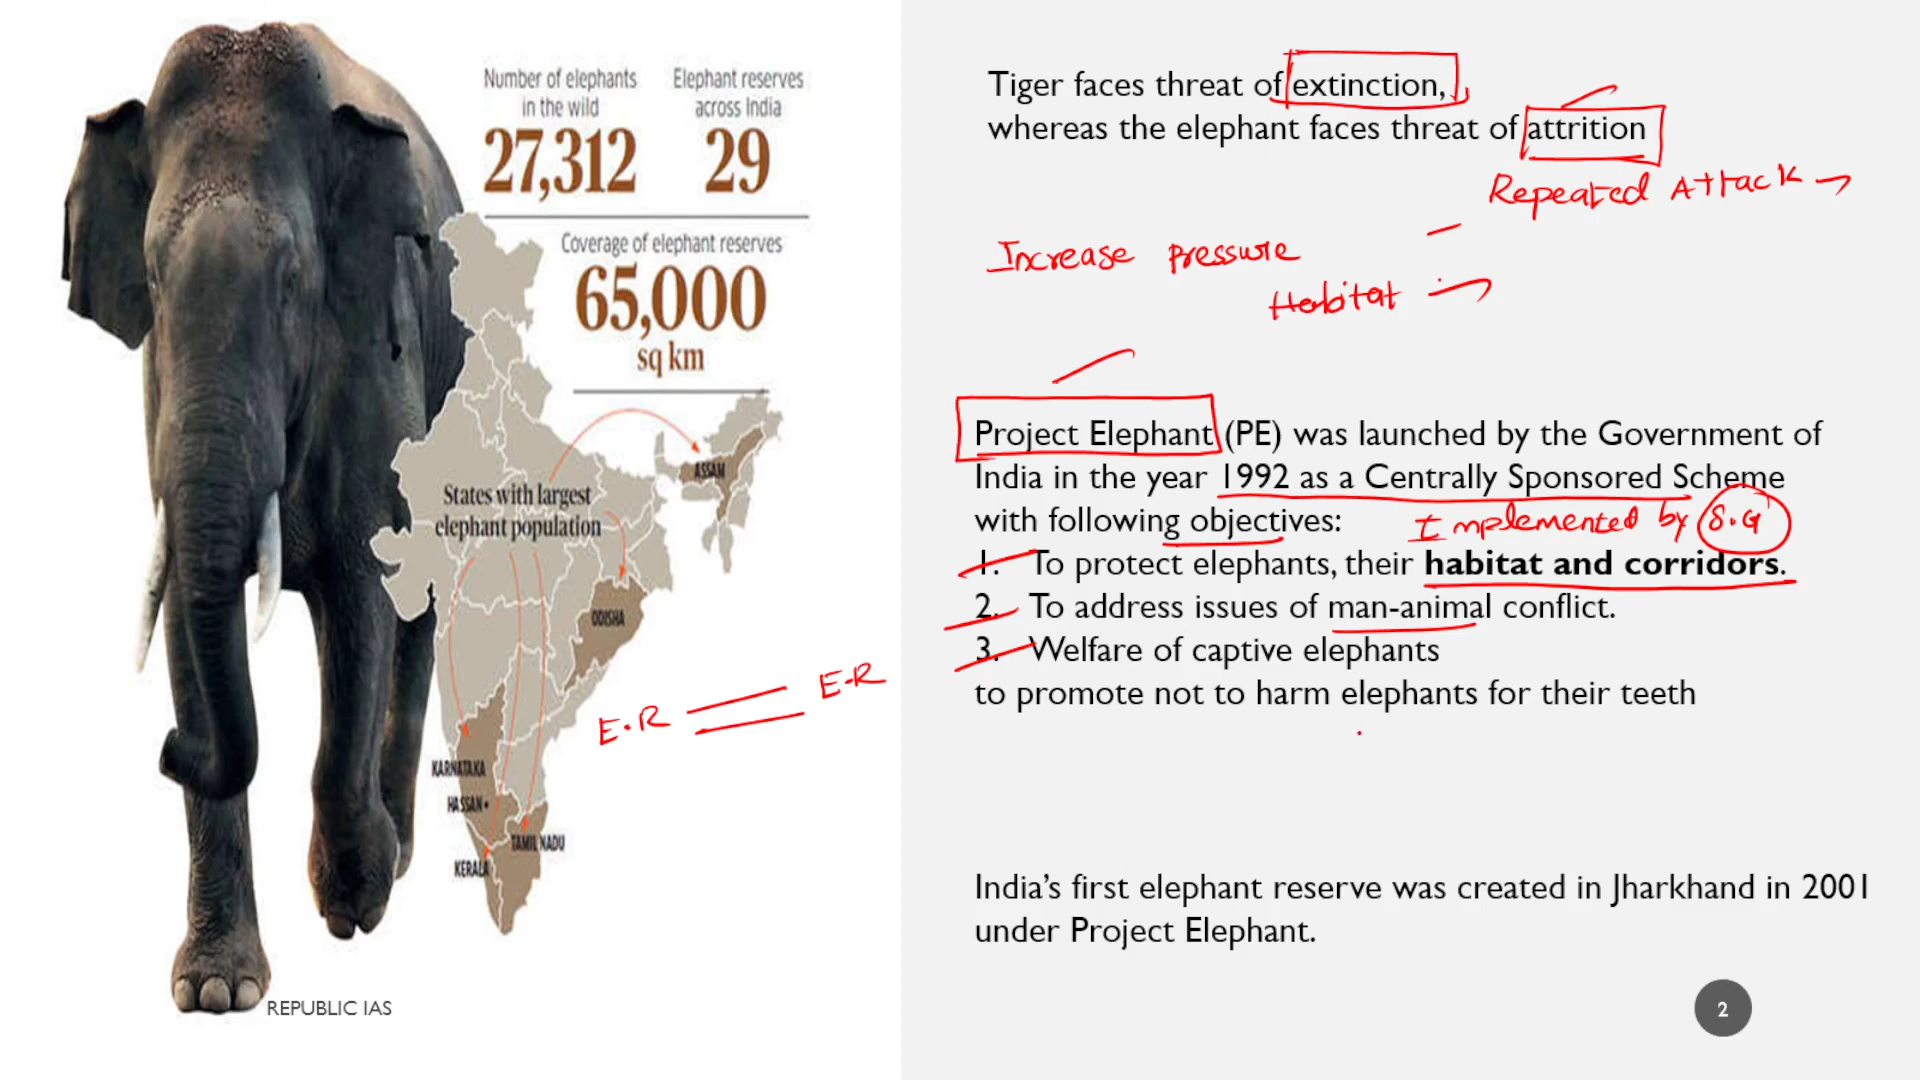 Number of elephants
in the wild
27,312
Elephant reserves
across India
29
Coverage of elephant reserves
65,000
sq km
States with largest
elephant population
ASSAM
ODISHA
KARNATAKA
HASSAN
TAMIL NADU
KERALA
E.R
E.R
REPUBLIC IAS
Tiger faces threat of extinction,
whereas the elephant faces threat of attrition
Repeated Attack
Increase Pressure
Habitat
Project Elephant (PE) was launched by the Government of
India in the year 1992 as a Centrally Sponsored Scheme
with following objectives:
Implemented by S.G
1. To protect elephants, their habitat and corridors.
2. To address issues of man-animal conflict.
3. Welfare of captive elephants
to promote not to harm elephants for their teeth
India's first elephant reserve was created in Jharkhand in 2001
under Project Elephant.
2